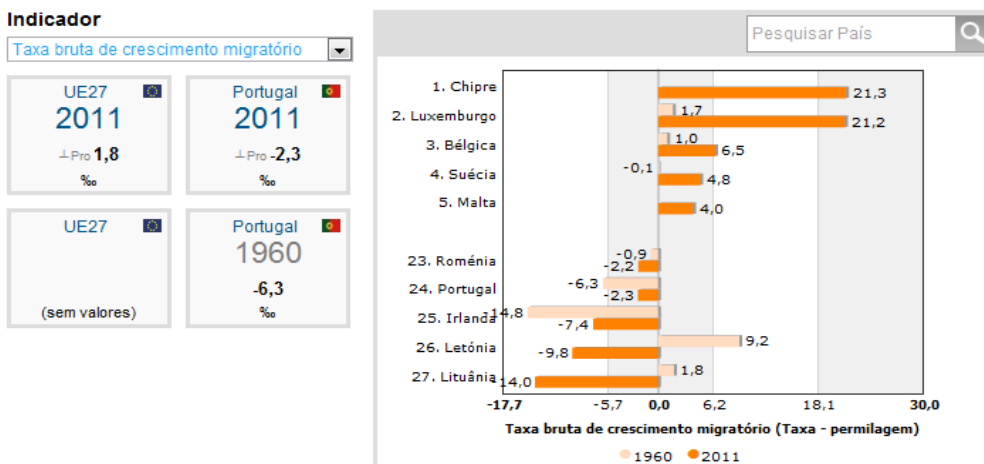 Indicador
Taxa bruta de crescimento migratório
UE27
2011
⊥ Pro 1,8
‰
Portugal
2011
⊥ Pro -2,3
‰
UE27
(sem valores)
Portugal
1960
-6,3
‰
Pesquisar País
1. Chipre
21,3
2. Luxemburgo
1,7
21,2
3. Bélgica
1,0
6,5
4. Suécia
-0,1
4,8
5. Malta
4,0
23. Roménia
-0,9
-2,2
24. Portugal
-6,3
-2,3
25. Irlanda
-14,8
-7,4
26. Letónia
9,2
-9,8
27. Lituânia
1,8
-14,0
-17,7 -5,7 0,0 6,2 18,1 30,0
Taxa bruta de crescimento migratório (Taxa - permilagem)
1960 2011